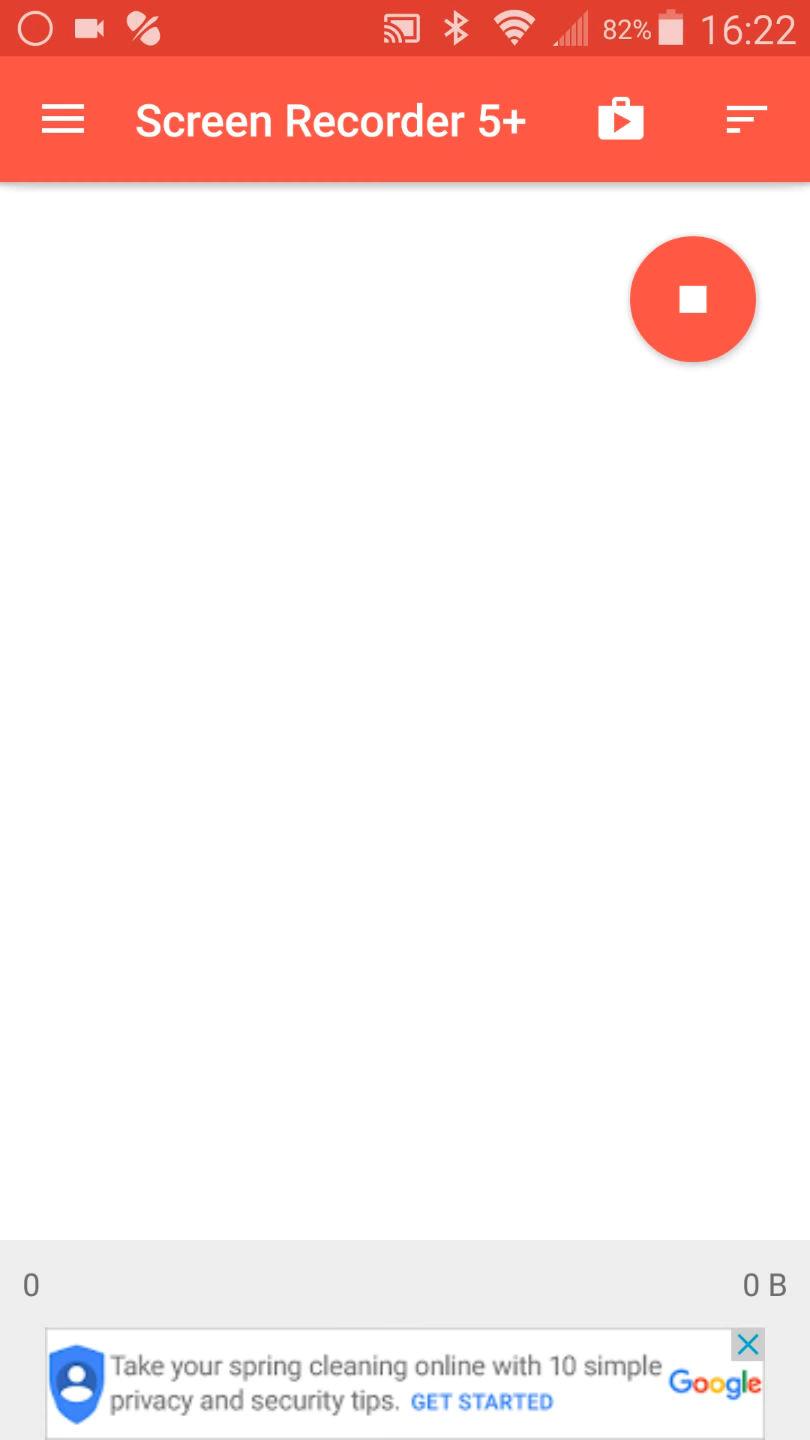 82% 16:22
Screen Recorder 5+
0 0 B
Take your spring cleaning online with 10 simple
privacy and security tips. GET STARTED
Google